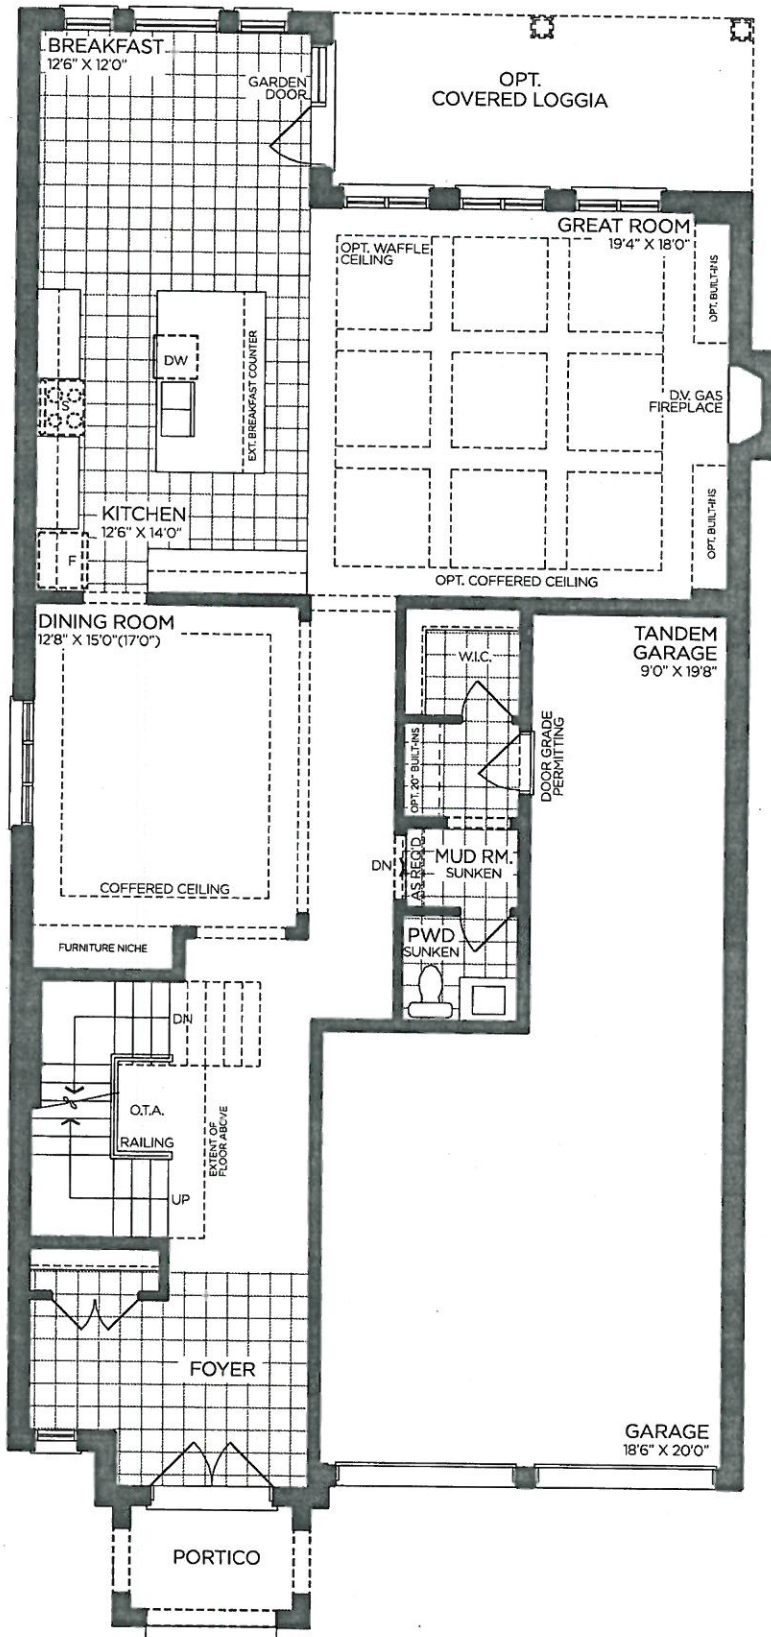 BREAKFAST
12'6" X 12'0"
GARDEN
DOOR
OPT.
COVERED LOGGIA
GREAT ROOM
19'4" X 18'0"
OPT. WAFFLE
CEILING
OPT. BUILT-INS
DW
EXT. BREAKFAST COUNTER
S
D.V. GAS
FIREPLACE
KITCHEN
12'6" X 14'0"
OPT. BUILT-INS
F
OPT. COFFERED CEILING
DINING ROOM
12'8" X 15'0"(17'0")
TANDEM
GARAGE
9'0" X 19'8"
W.I.C.
OPT. 20" BUILT-INS
DOOR GRADE
PERMITTING
DN
AS REQ'D
MUD RM.
SUNKEN
COFFERED CEILING
PWD
SUNKEN
FURNITURE NICHE
DN
O.T.A.
RAILING
EXTENT OF
FLOOR ABOVE
UP
FOYER
GARAGE
18'6" X 20'0"
PORTICO